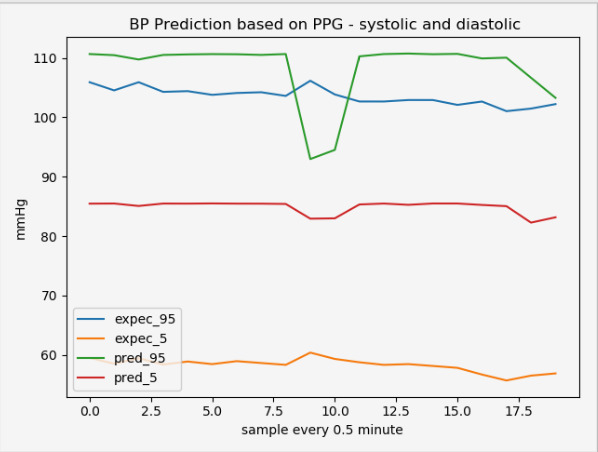 BP Prediction based on PPG - systolic and diastolic
110
100
90
80
70
60
mmHg
expec_95
expec_5
pred_95
pred_5
0.0 2.5 5.0 7.5 10.0 12.5 15.0 17.5
sample every 0.5 minute